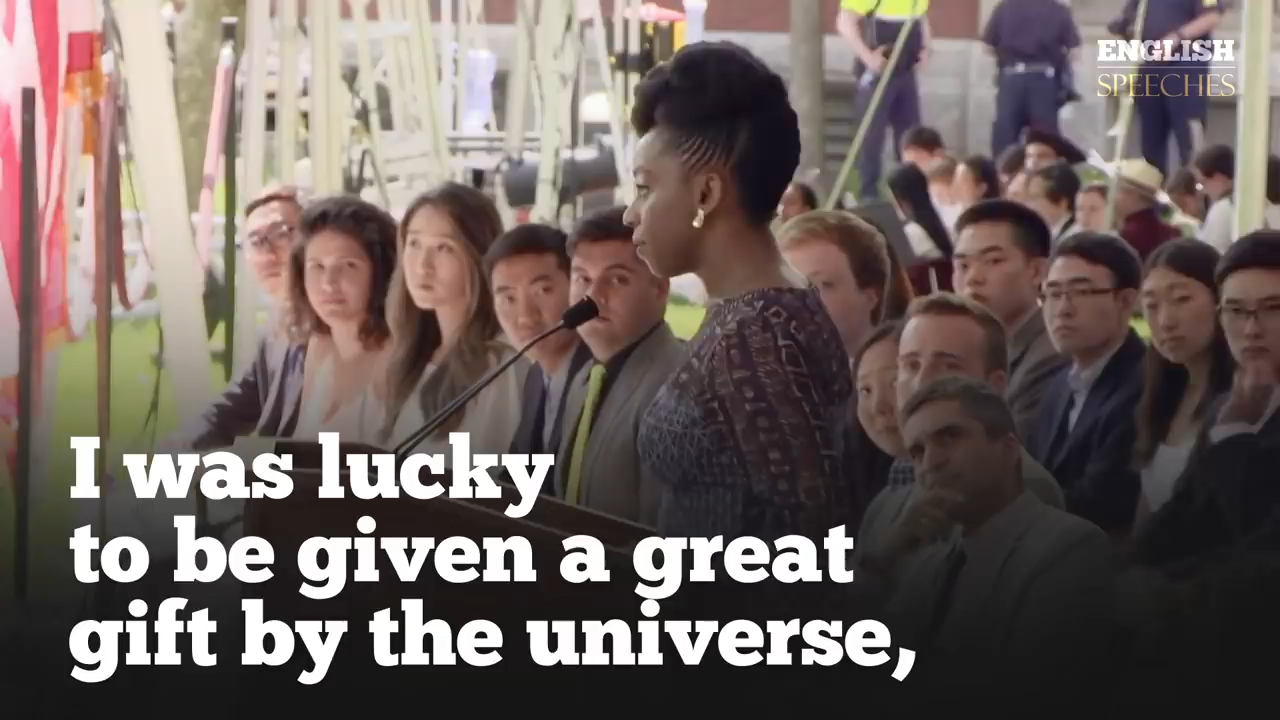 ENGLISH
SPEECHES
I was lucky
to be given a great
gift by the universe,